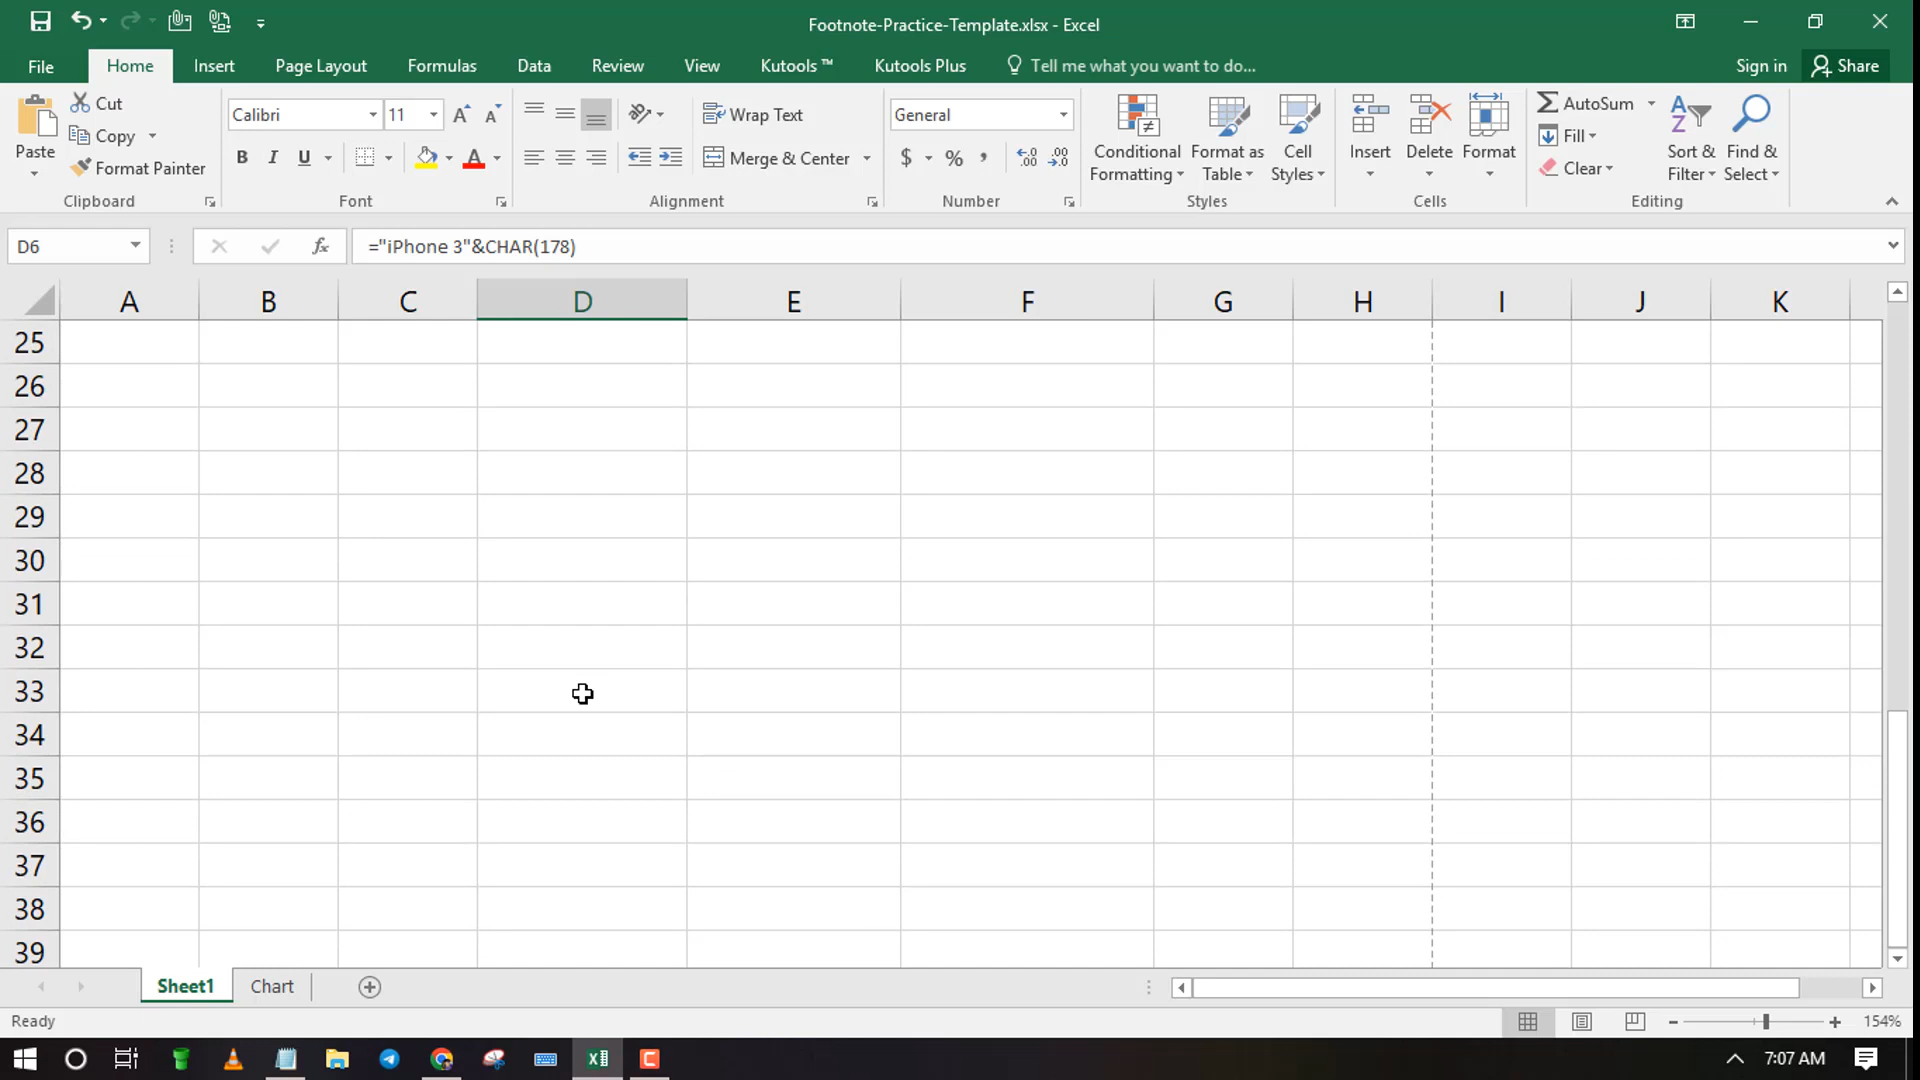 Footnote-Practice-Template.xlsx - Excel
File Home Insert Page Layout Formulas Data Review View Kutools ™ Kutools Plus Tell me what you want to do... Sign in Share
Paste Cut Copy Format Painter Clipboard
Calibri 11 B I U A Font
Wrap Text Merge & Center Alignment
General $ % Number
Conditional Formatting Format as Table Cell Styles Styles
Insert Delete Format Cells
AutoSum Fill Clear Sort & Filter Find & Select Editing
D6 fx ="iPhone 3"&CHAR(178)
A B C D E F G H I J K
25
26
27
28
29
30
31
32
33
34
35
36
37
38
39
Sheet1 Chart
Ready 154%
7:07 AM